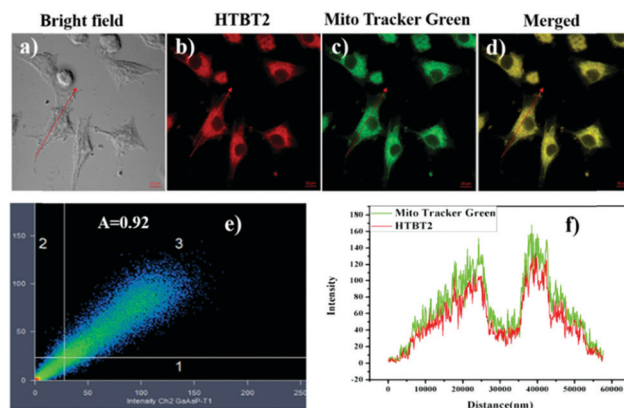 Bright field HTBT2 Mito Tracker Green Merged
a) b) c) d)
A=0.92 e)
2 3
1
150
100
50
0
0 50 100 150 200 250
Intensity Ch2 GaAsP-T1
f)
Mito Tracker Green
HTBT2
180
160
140
120
100
80
60
40
20
0
-20
Intensity
0 10000 20000 30000 40000 50000 60000
Distance(nm)